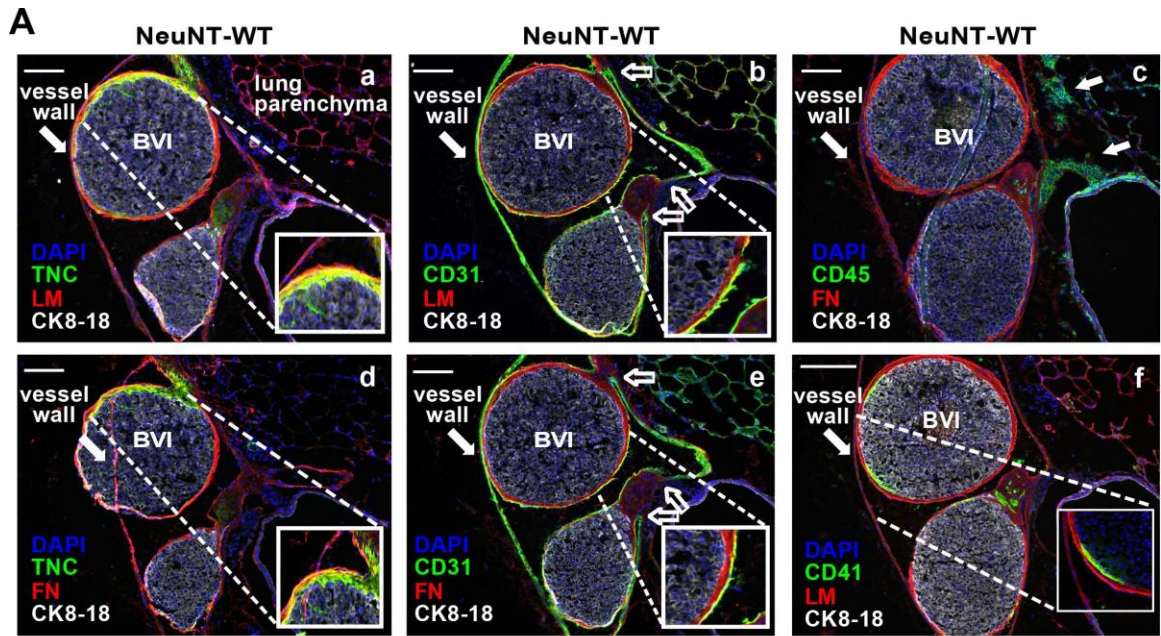 A
NeuNT-WT
NeuNT-WT
NeuNT-WT
a
vessel
wall
lung
parenchyma
BVI
DAPI
TNC
LM
CK8-18
b
vessel
wall
BVI
DAPI
CD31
LM
CK8-18
c
vessel
wall
BVI
DAPI
CD45
FN
CK8-18
d
vessel
wall
BVI
DAPI
TNC
FN
CK8-18
e
vessel
wall
BVI
DAPI
CD31
FN
CK8-18
f
vessel
wall
BVI
DAPI
CD41
LM
CK8-18